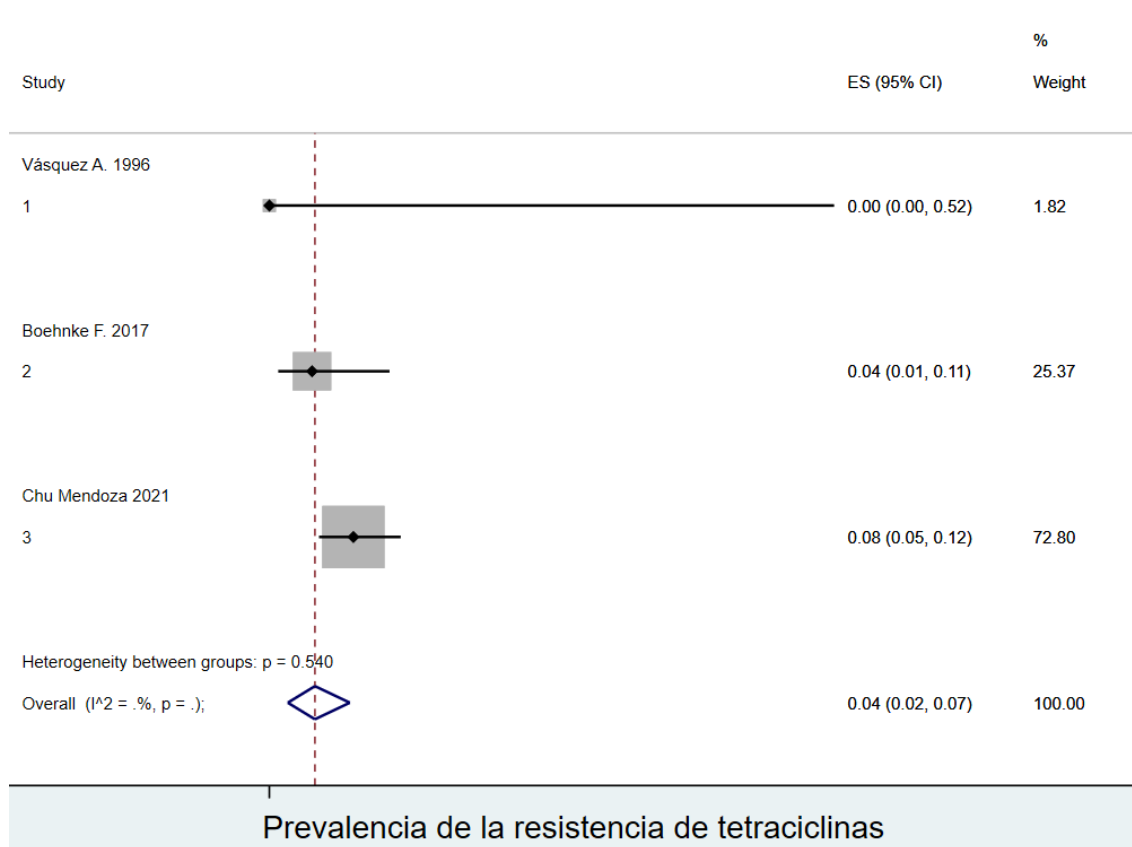 %
Study ES (95% CI) Weight
Vásquez A. 1996
1 0.00 (0.00, 0.52) 1.82
Boehnke F. 2017
2 0.04 (0.01, 0.11) 25.37
Chu Mendoza 2021
3 0.08 (0.05, 0.12) 72.80
Heterogeneity between groups: p = 0.540
Overall (I^2 = .%, p = .); 0.04 (0.02, 0.07) 100.00
Prevalencia de la resistencia de tetraciclinas